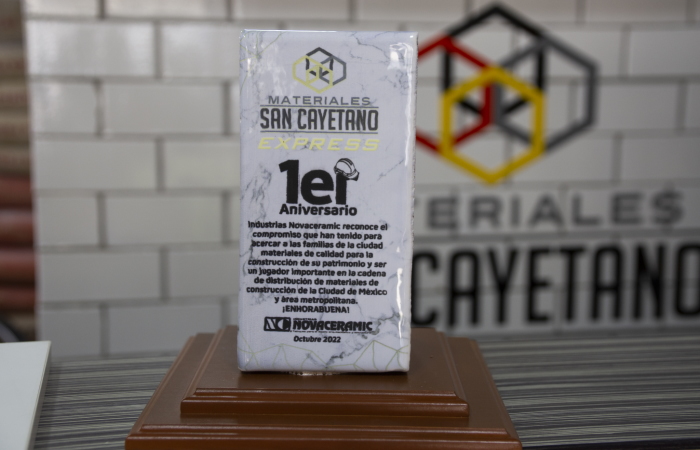 MATERIALES
SAN CAYETANO
EXPRESS
1er
Aniversario
Industrias Novaceramic reconoce el
compromiso que han tenido para
acercar a las familias de la ciudad
materiales de calidad para la
construcción de su patrimonio y ser
un jugador importante en la cadena
de distribución de materiales de
construcción de la Ciudad de México
y área metropolitana.
¡ENHORABUENA!
NOVACERAMIC
Octubre 2022
TERIALES
CAYETANO